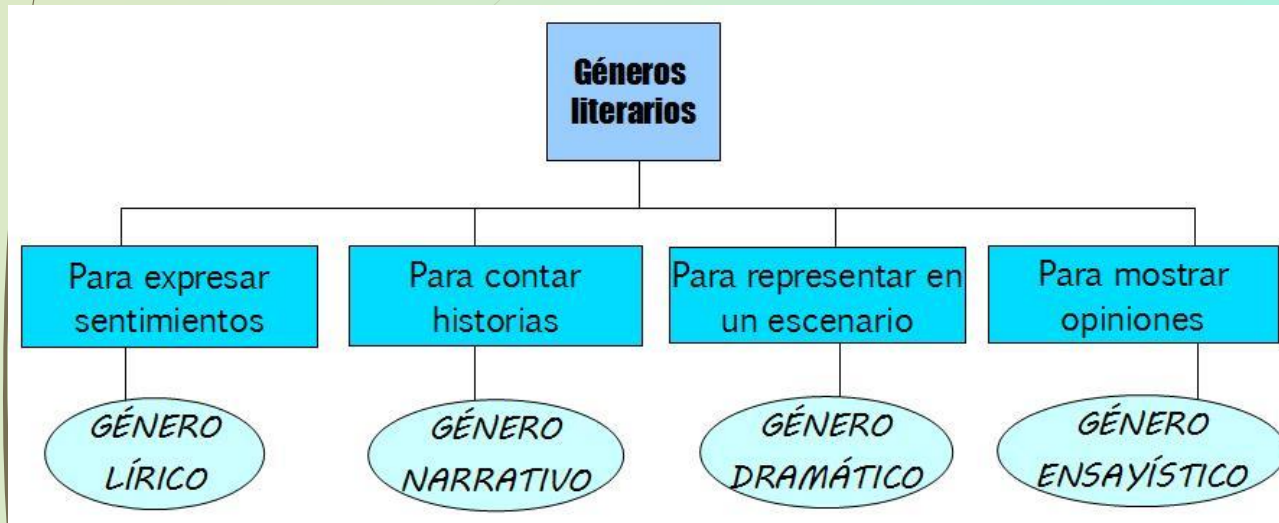 Géneros
literarios
Para expresar
sentimientos
Para contar
historias
Para representar en
un escenario
Para mostrar
opiniones
GÉNERO
LÍRICO
GÉNERO
NARRATIVO
GÉNERO
DRAMÁTICO
GÉNERO
ENSAYÍSTICO